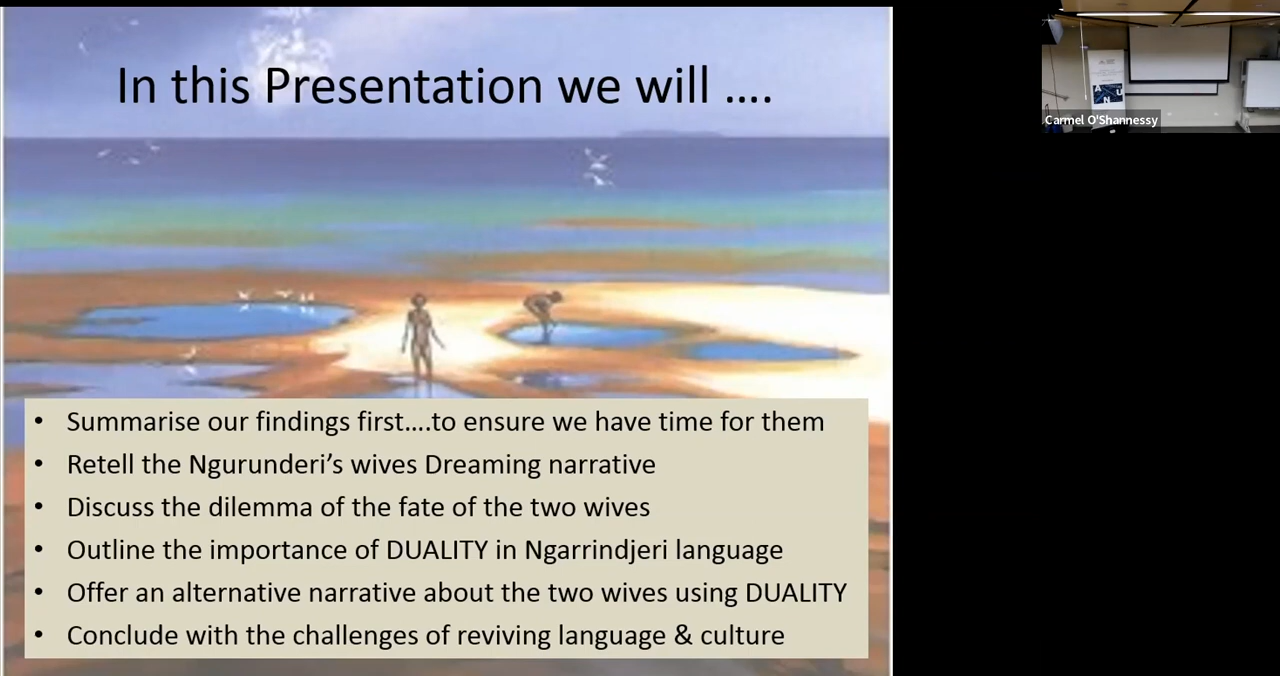 In this Presentation we will ....
• Summarise our findings first....to ensure we have time for them
• Retell the Ngurunderi's wives Dreaming narrative
• Discuss the dilemma of the fate of the two wives
• Outline the importance of DUALITY in Ngarrindjeri language
• Offer an alternative narrative about the two wives using DUALITY
• Conclude with the challenges of reviving language & culture
A
N
U
Carmel O'Shannessy